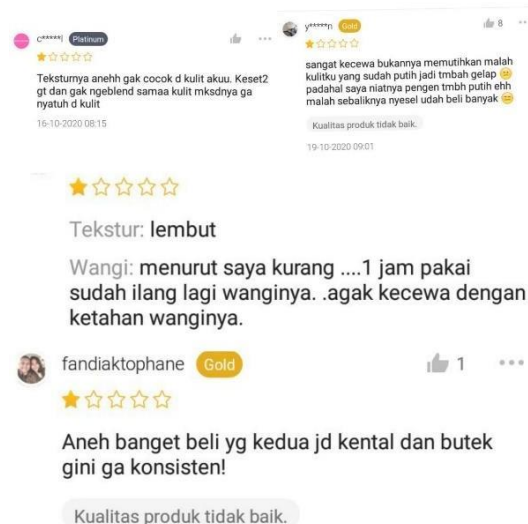 c*****i Platinum
Teksturnya anehh gak cocok d kulit akuu. Keset2
gt dan gak ngeblend samaa kulit mksdnya ga
nyatuh d kulit
16-10-2020 08:15
y*****n Gold
8
sangat kecewa bukannya memutihkan malah
kulitku yang sudah putih jadi tmbah gelap
padahal saya niatnya pengen tmbh putih ehh
malah sebaliknya nyesel udah beli banyak
Kualitas produk tidak baik.
19-10-2020 09:01
Tekstur: lembut
Wangi: menurut saya kurang ....1 jam pakai
sudah ilang lagi wanginya. .agak kecewa dengan
ketahan wanginya.
fandiaktophane Gold
1
Aneh banget beli yg kedua jd kental dan butek
gini ga konsisten!
Kualitas produk tidak baik.